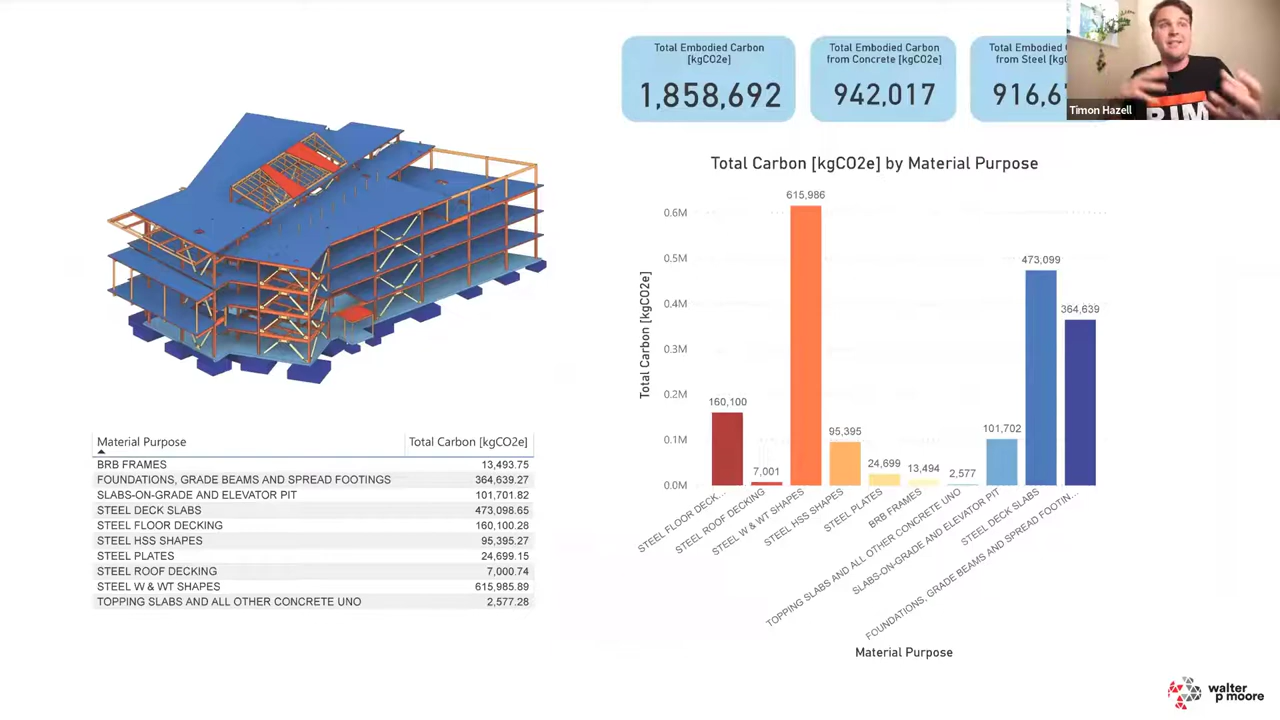 Total Embodied Carbon
[kgCO2e]
1,858,692
Total Embodied Carbon
from Concrete [kgCO2e]
942,017
Total Embodied
from Steel
916,6
Timon Hazell
BIM
Total Carbon [kgCO2e] by Material Purpose
Total Carbon [kgCO2e]
0.6M
0.5M
0.4M
0.3M
0.2M
0.1M
0.0M
160,100
7,001
615,986
95,395
24,699
13,494
2,577
101,702
473,099
364,639
STEEL FLOOR DECK...
STEEL ROOF DECKING
STEEL W & WT SHAPES
STEEL HSS SHAPES
STEEL PLATES
BRB FRAMES
TOPPING SLABS AND ALL OTHER CONCRETE UNO
SLABS-ON-GRADE AND ELEVATOR PIT
STEEL DECK SLABS
FOUNDATIONS, GRADE BEAMS AND SPREAD FOOTIN...
Material Purpose
Material Purpose Total Carbon [kgCO2e]
BRB FRAMES 13,493.75
FOUNDATIONS, GRADE BEAMS AND SPREAD FOOTINGS 364,639.27
SLABS-ON-GRADE AND ELEVATOR PIT 101,701.82
STEEL DECK SLABS 473,098.65
STEEL FLOOR DECKING 160,100.28
STEEL HSS SHAPES 95,395.27
STEEL PLATES 24,699.15
STEEL ROOF DECKING 7,000.74
STEEL W & WT SHAPES 615,985.89
TOPPING SLABS AND ALL OTHER CONCRETE UNO 2,577.28
walter
p moore